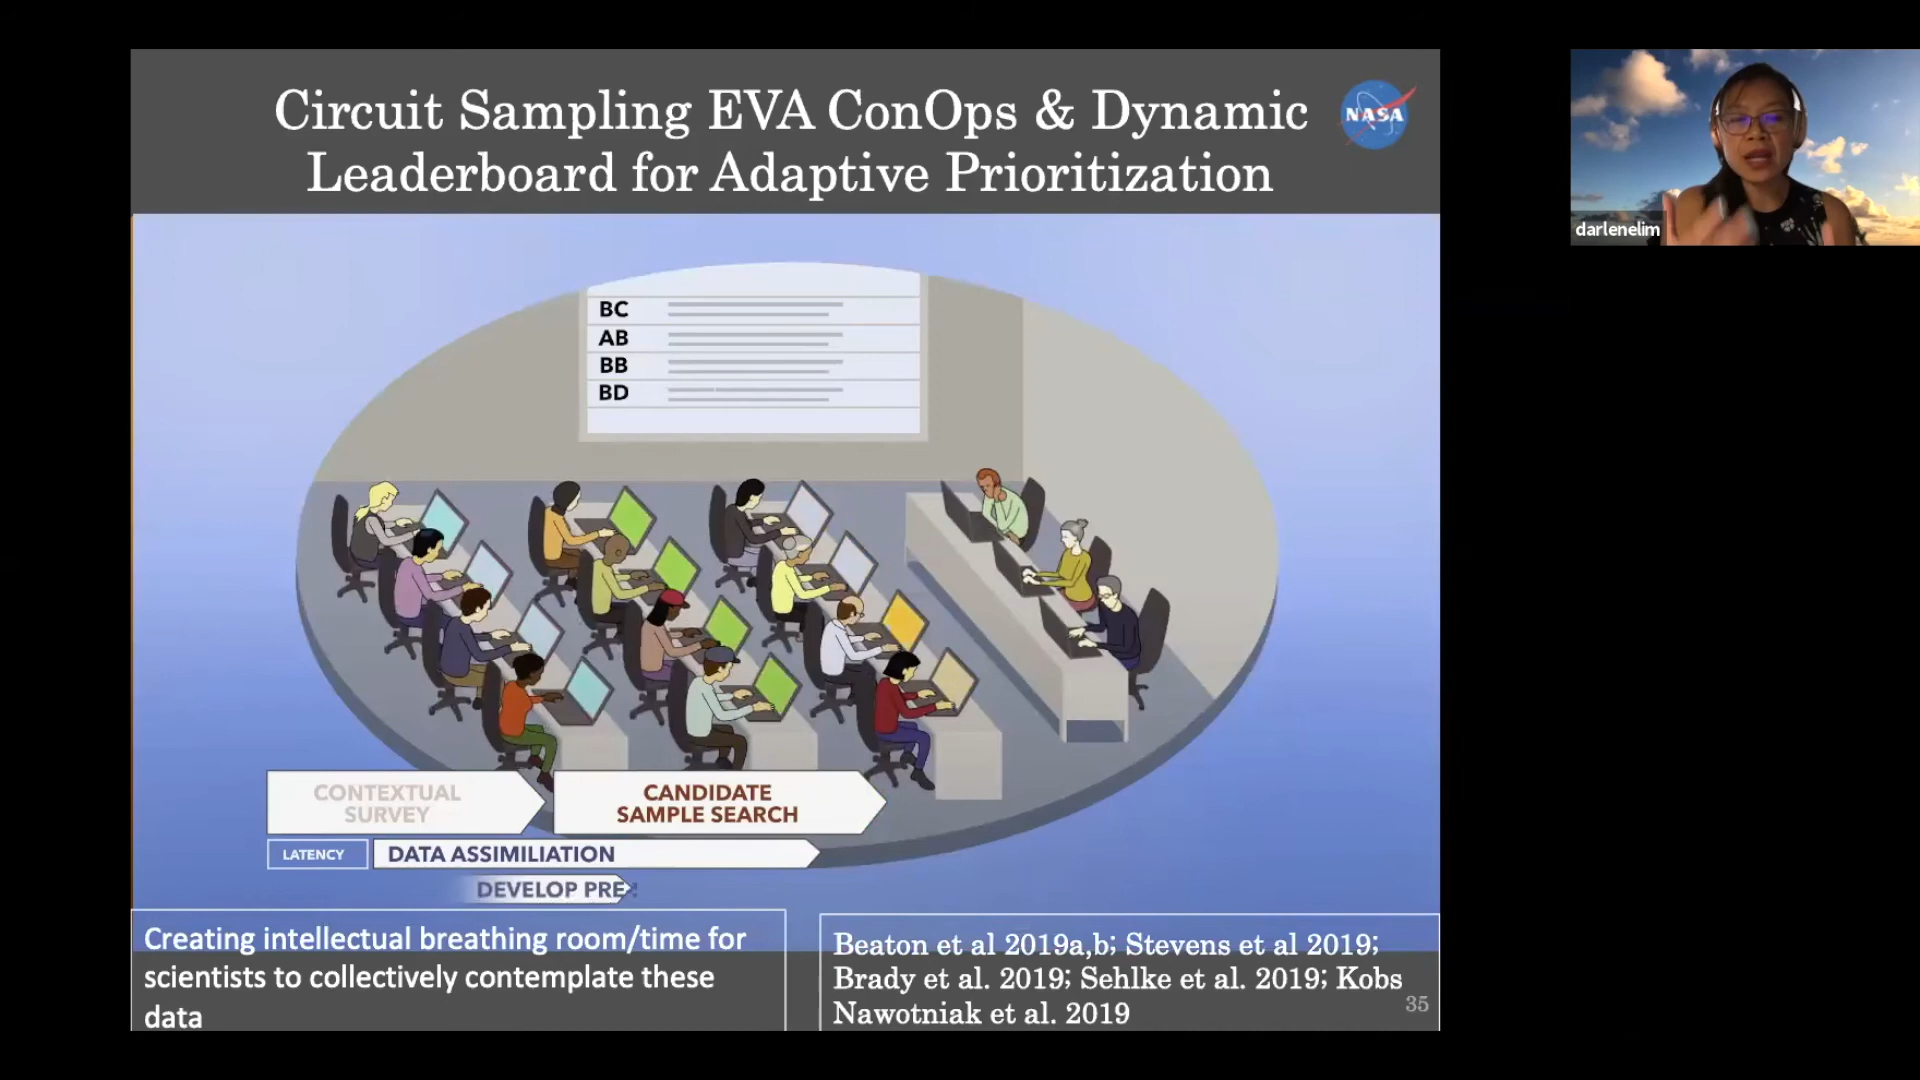 Circuit Sampling EVA ConOps & Dynamic
Leaderboard for Adaptive Prioritization
NASA
darlenelim
BC
AB
BB
BD
CONTEXTUAL
SURVEY
CANDIDATE
SAMPLE SEARCH
LATENCY
DATA ASSIMILIATION
DEVELOP PRE
Creating intellectual breathing room/time for
scientists to collectively contemplate these
data
Beaton et al 2019a,b; Stevens et al 2019;
Brady et al. 2019; Sehlke et al. 2019; Kobs
Nawotniak et al. 2019
35